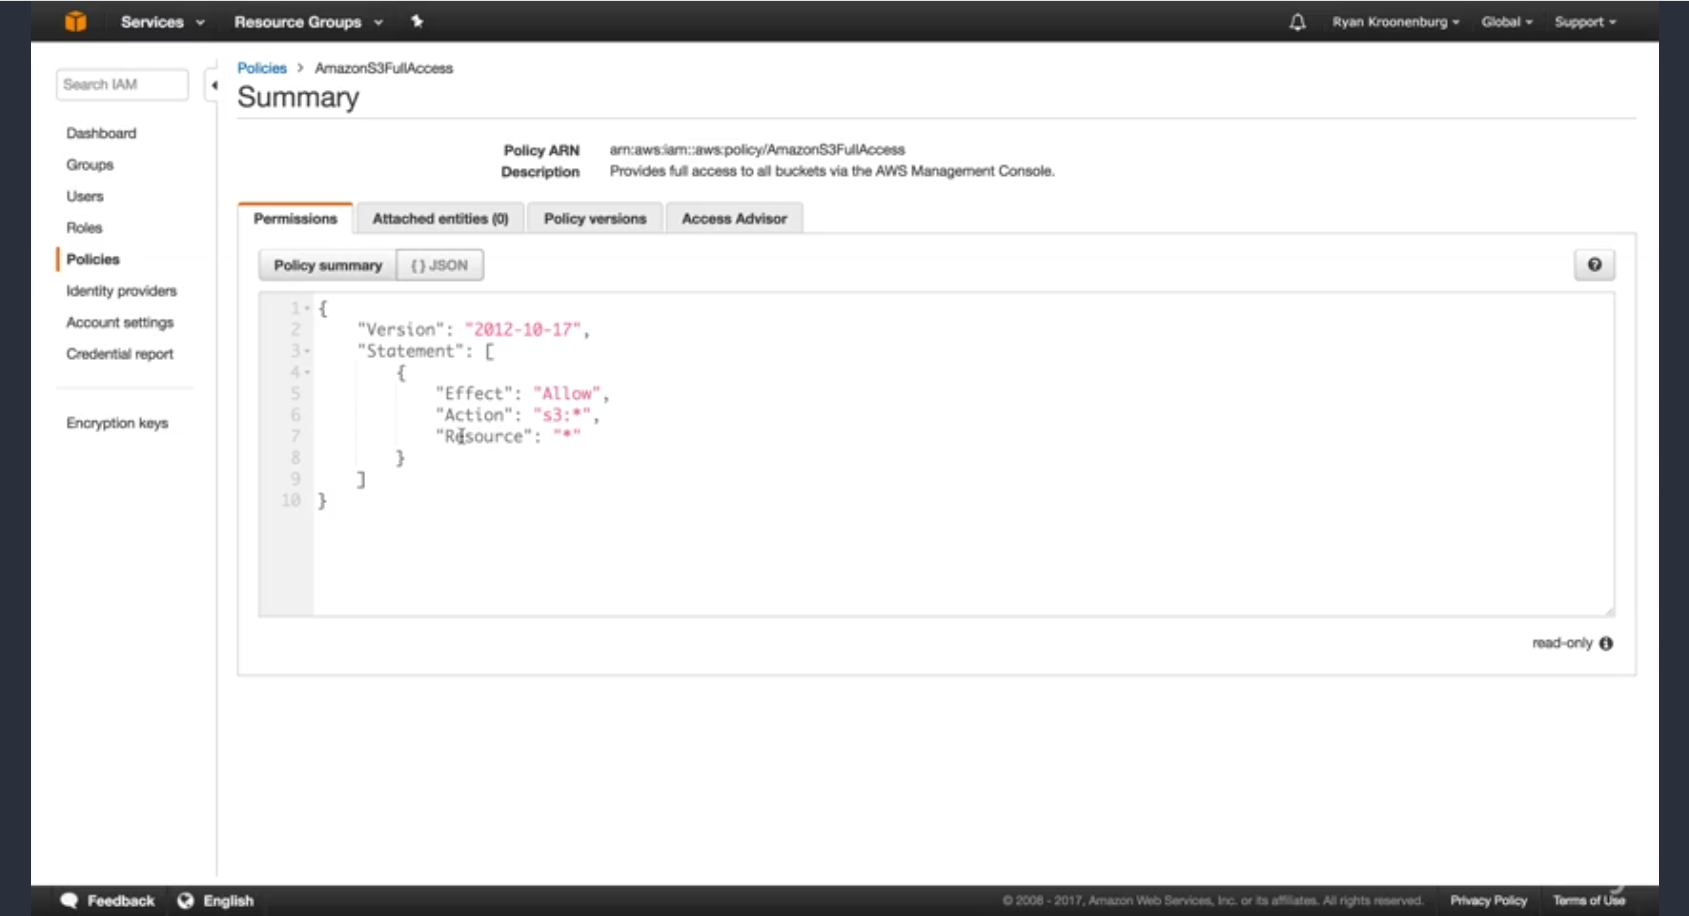 Services Resource Groups Ryan Kroonenburg Global Support
Search IAM
Dashboard
Groups
Users
Roles
Policies
Identity providers
Account settings
Credential report
Encryption keys
Policies > AmazonS3FullAccess
Summary
Policy ARN arn:aws:iam::aws:policy/AmazonS3FullAccess
Description Provides full access to all buckets via the AWS Management Console.
Permissions Attached entities (0) Policy versions Access Advisor
Policy summary { } JSON
1 {
2 "Version": "2012-10-17",
3 "Statement": [
4 {
5 "Effect": "Allow",
6 "Action": "s3:*",
7 "Resource": "*"
8 }
9 ]
10 }
read-only
Feedback English © 2008 - 2017, Amazon Web Services, Inc. or its affiliates. All rights reserved. Privacy Policy Terms of Use